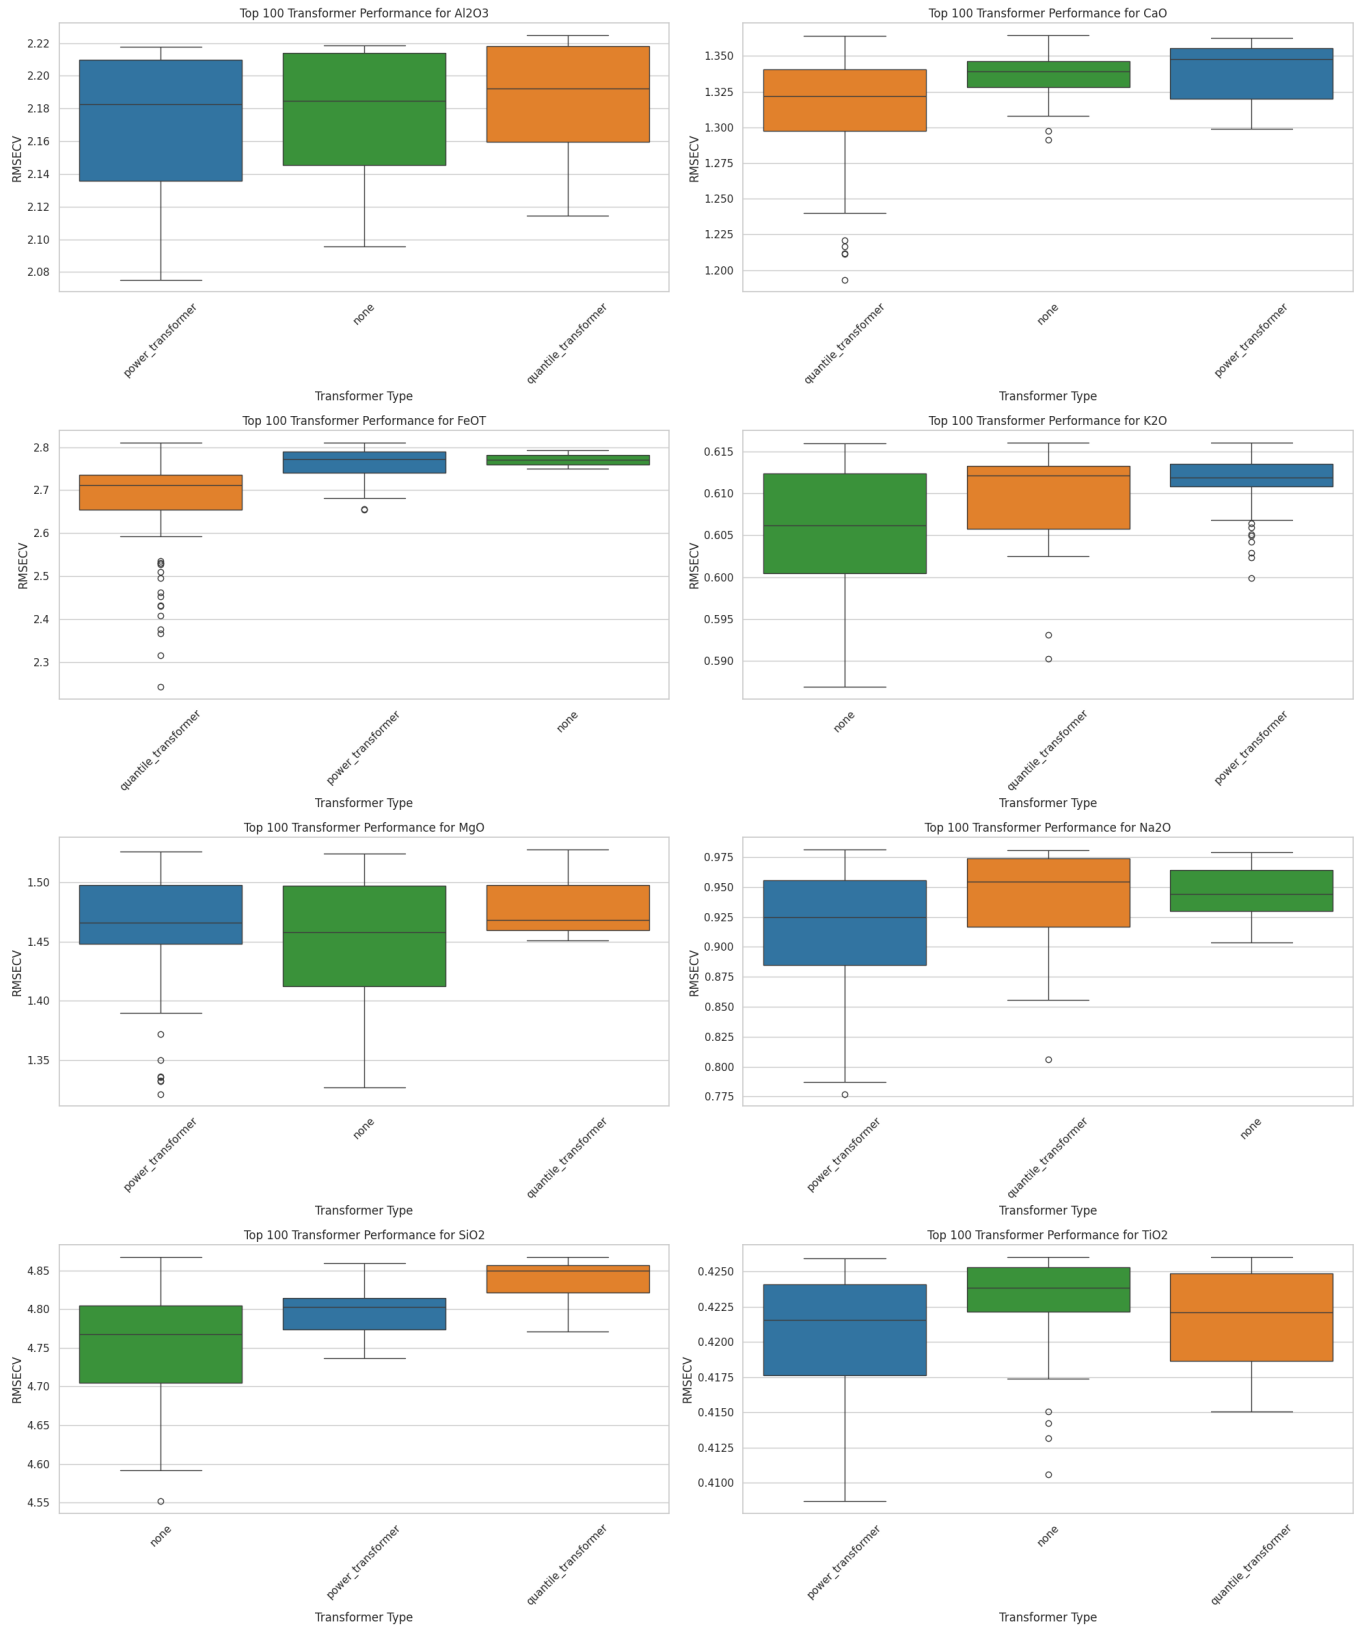 Top 100 Transformer Performance for Al2O3
RMSECV
2.22
2.20
2.18
2.16
2.14
2.12
2.10
2.08
power_transformer
none
quantile_transformer
Transformer Type
Top 100 Transformer Performance for CaO
RMSECV
1.350
1.325
1.300
1.275
1.250
1.225
1.200
quantile_transformer
none
power_transformer
Transformer Type
Top 100 Transformer Performance for FeOT
RMSECV
2.8
2.7
2.6
2.5
2.4
2.3
quantile_transformer
power_transformer
none
Transformer Type
Top 100 Transformer Performance for K2O
RMSECV
0.615
0.610
0.605
0.600
0.595
0.590
none
quantile_transformer
power_transformer
Transformer Type
Top 100 Transformer Performance for MgO
RMSECV
1.50
1.45
1.40
1.35
power_transformer
none
quantile_transformer
Transformer Type
Top 100 Transformer Performance for Na2O
RMSECV
0.975
0.950
0.925
0.900
0.875
0.850
0.825
0.800
0.775
power_transformer
quantile_transformer
none
Transformer Type
Top 100 Transformer Performance for SiO2
RMSECV
4.85
4.80
4.75
4.70
4.65
4.60
4.55
none
power_transformer
quantile_transformer
Transformer Type
Top 100 Transformer Performance for TiO2
RMSECV
0.4250
0.4225
0.4200
0.4175
0.4150
0.4125
0.4100
power_transformer
none
quantile_transformer
Transformer Type